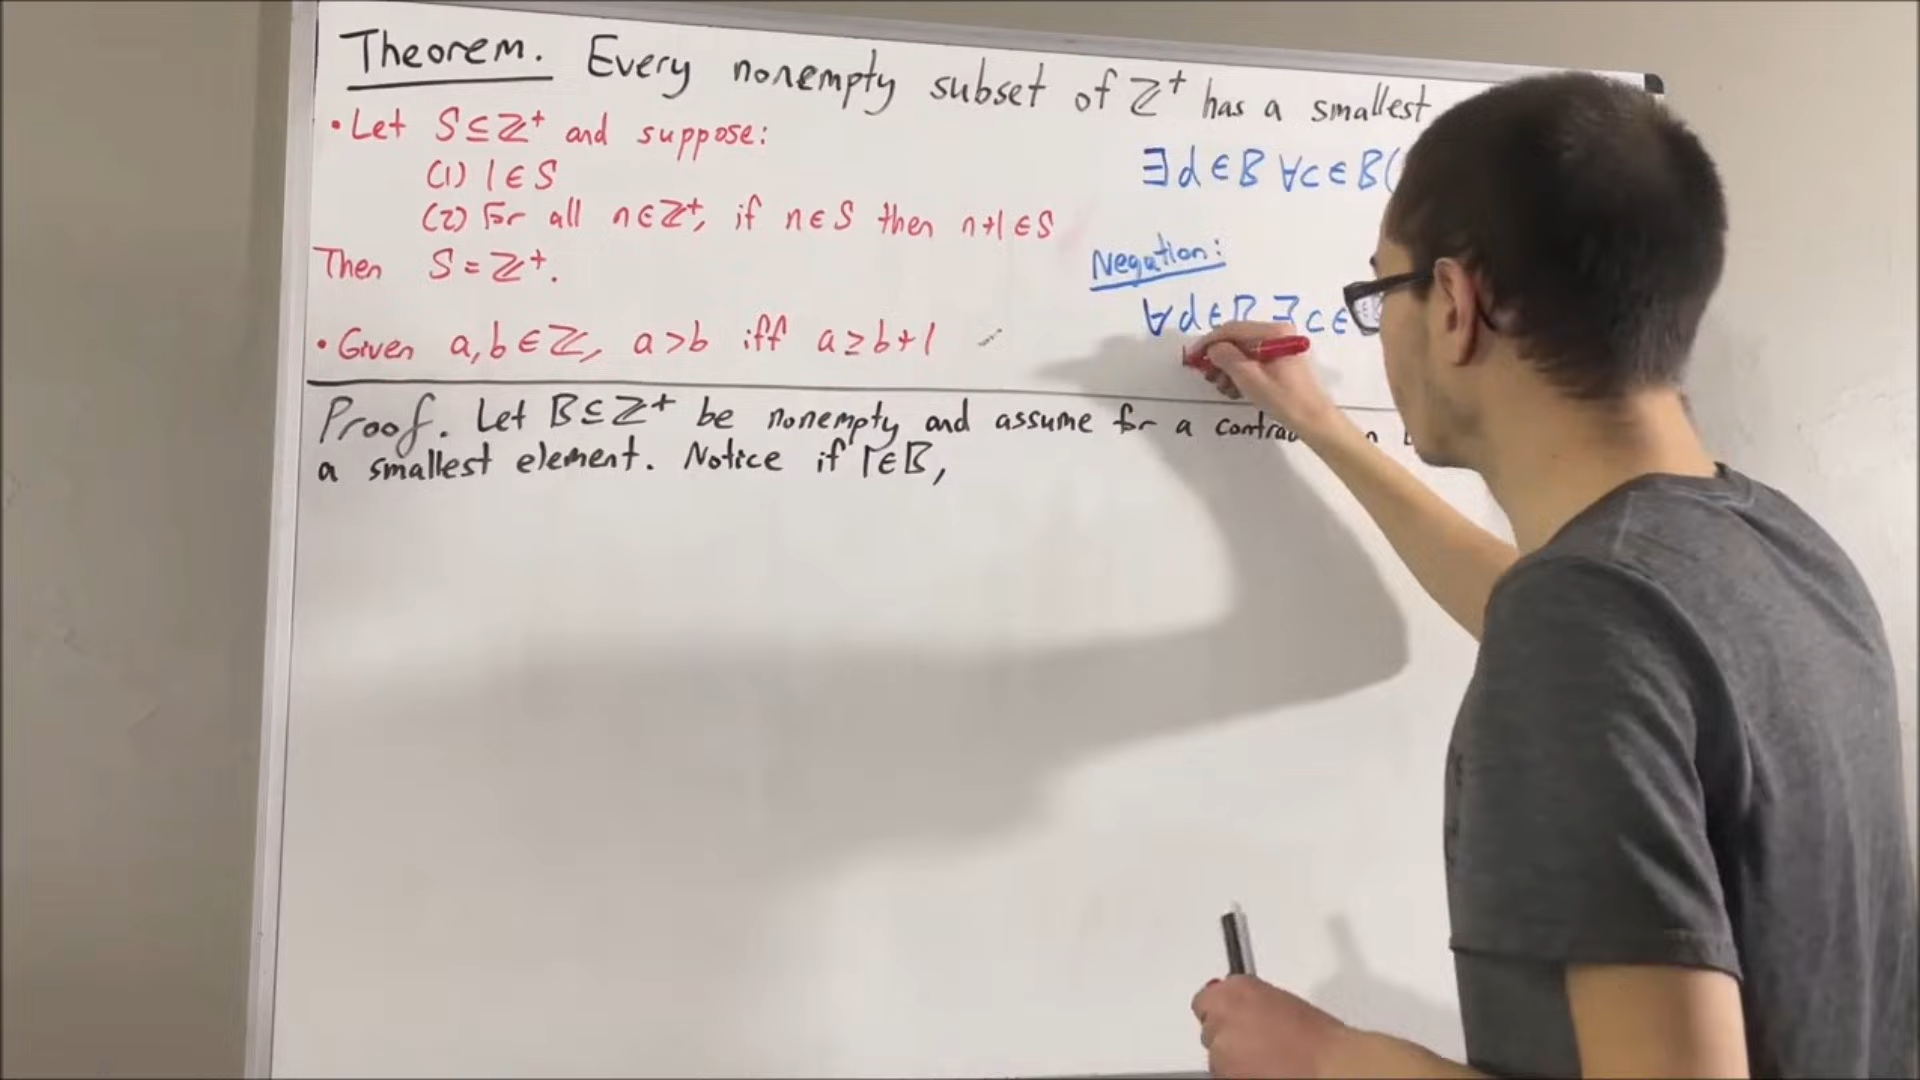 Theorem. Every nonempty subset of ℤ⁺ has a smallest
• Let S ⊆ ℤ⁺ and suppose:
(1) 1 ∈ S
(2) For all n ∈ ℤ⁺, if n ∈ S then n+1 ∈ S
Then S = ℤ⁺.
• Given a, b ∈ ℤ, a > b iff a ≥ b+1
∃ d ∈ B ∀ c ∈ B (
Negation:
∀ d ∈ B ∃ c ∈
Proof. Let B ⊆ ℤ⁺ be nonempty and assume for a
a smallest element. Notice if 1 ∈ B,